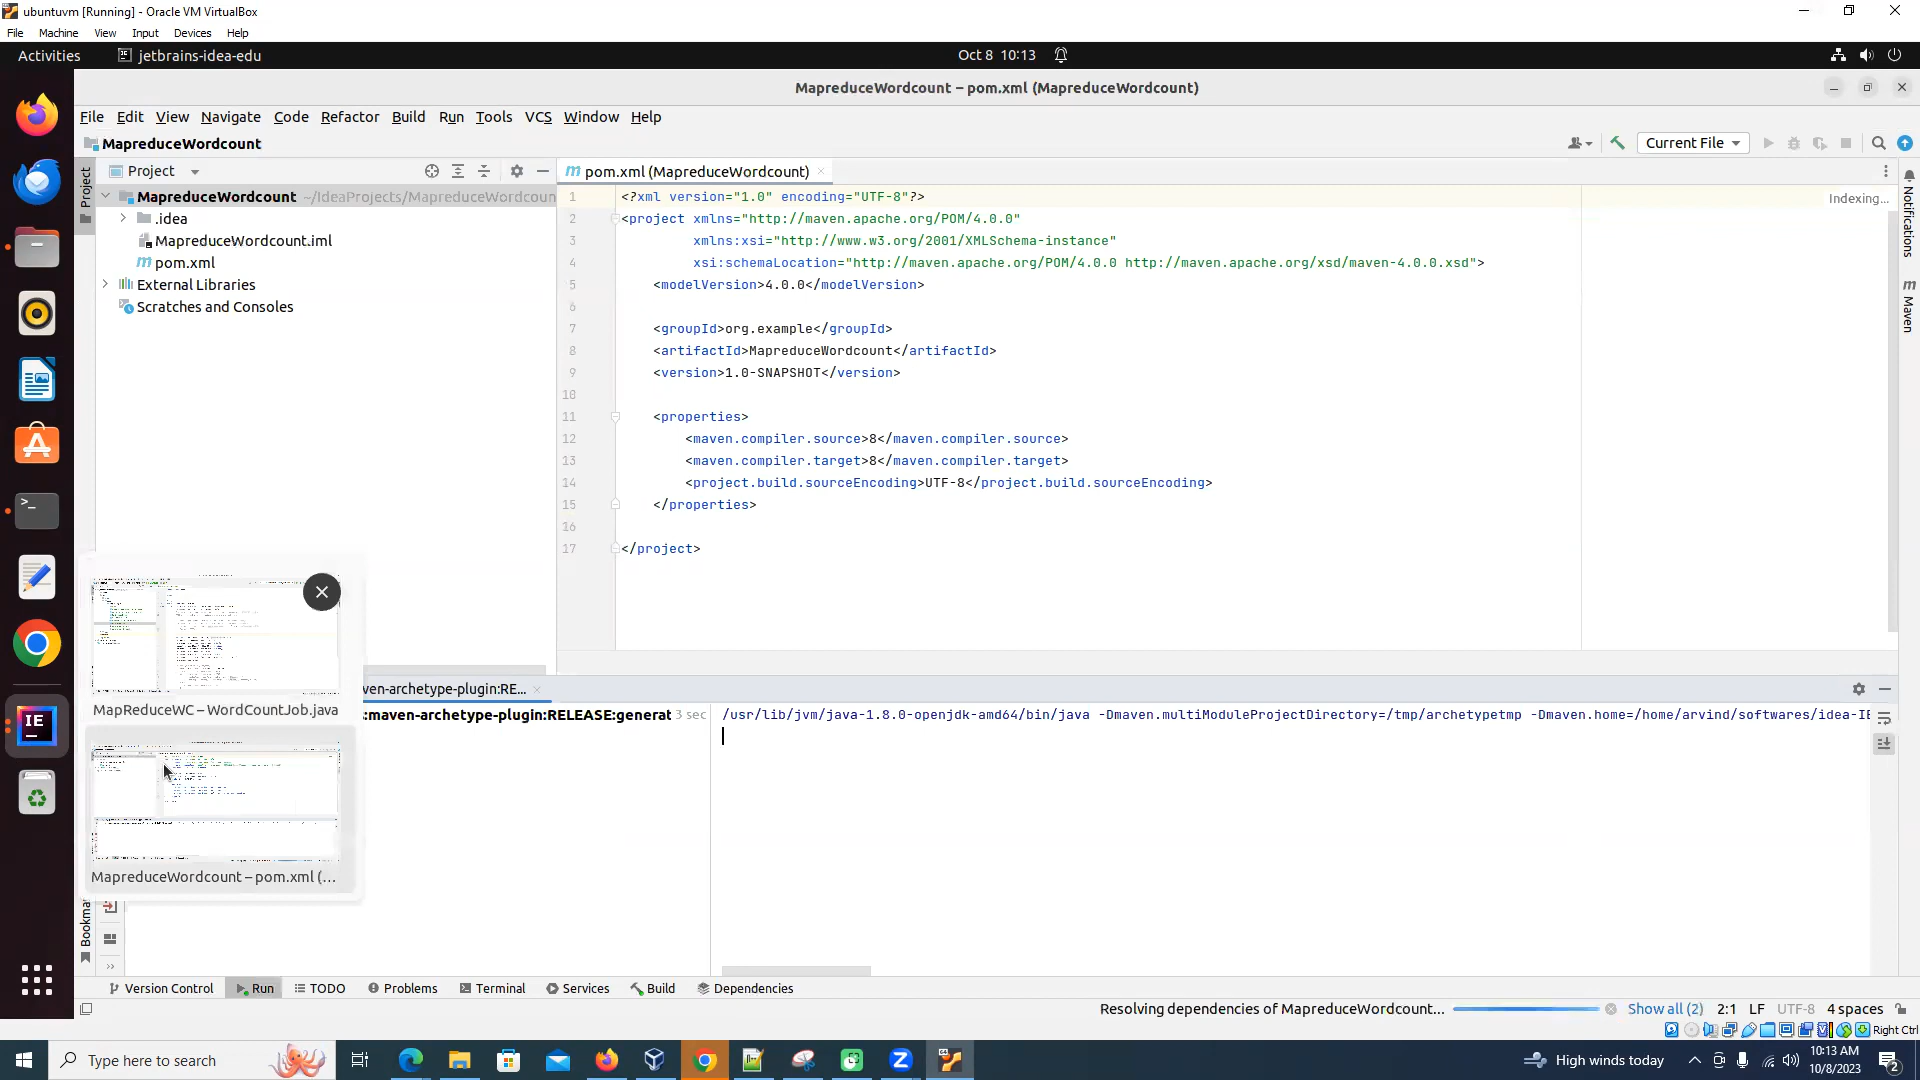 ubuntuvm [Running] - Oracle VM VirtualBox
File Machine View Input Devices Help
Activities jetbrains-idea-edu Oct 8 10:13
MapreduceWordcount – pom.xml (MapreduceWordcount)
File Edit View Navigate Code Refactor Build Run Tools VCS Window Help
MapreduceWordcount Current File
Project
Project
MapreduceWordcount ~/IdeaProjects/MapreduceWordcoun
.idea
MapreduceWordcount.iml
pom.xml
External Libraries
Scratches and Consoles
pom.xml (MapreduceWordcount)
Indexing...
1 <?xml version="1.0" encoding="UTF-8"?>
2 <project xmlns="http://maven.apache.org/POM/4.0.0"
3 xmlns:xsi="http://www.w3.org/2001/XMLSchema-instance"
4 xsi:schemaLocation="http://maven.apache.org/POM/4.0.0 http://maven.apache.org/xsd/maven-4.0.0.xsd">
5 <modelVersion>4.0.0</modelVersion>
6
7 <groupId>org.example</groupId>
8 <artifactId>MapreduceWordcount</artifactId>
9 <version>1.0-SNAPSHOT</version>
10
11 <properties>
12 <maven.compiler.source>8</maven.compiler.source>
13 <maven.compiler.target>8</maven.compiler.target>
14 <project.build.sourceEncoding>UTF-8</project.build.sourceEncoding>
15 </properties>
16
17 </project>
Notifications
Maven
MapReduceWC – WordCountJob.java
MapreduceWordcount – pom.xml (...
ven-archetype-plugin:RE...
:maven-archetype-plugin:RELEASE:generat 3 sec
/usr/lib/jvm/java-1.8.0-openjdk-amd64/bin/java -Dmaven.multiModuleProjectDirectory=/tmp/archetypetmp -Dmaven.home=/home/arvind/softwares/idea-IE
Bookmar
Version Control Run TODO Problems Terminal Services Build Dependencies
Resolving dependencies of MapreduceWordcount... Show all (2) 2:1 LF UTF-8 4 spaces
Right Ctrl
Type here to search
High winds today
10:13 AM
10/8/2023
2